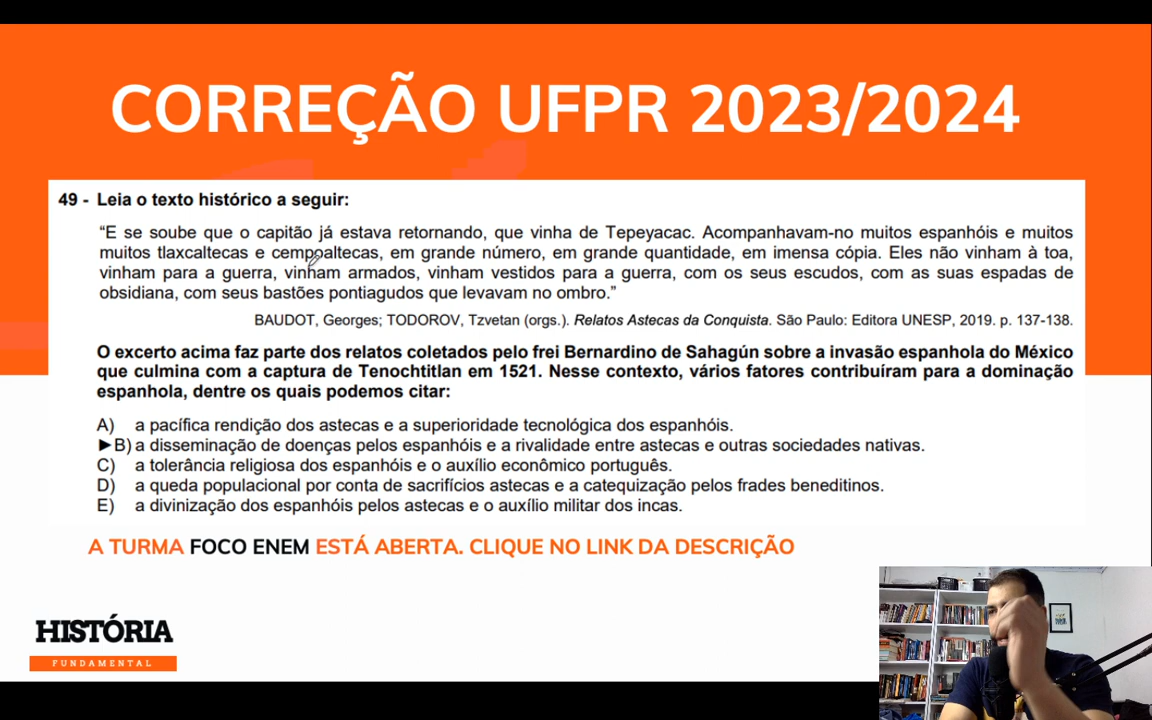 CORREÇÃO UFPR 2023/2024
49 - Leia o texto histórico a seguir:
“E se soube que o capitão já estava retornando, que vinha de Tepeyacac. Acompanhavam-no muitos espanhóis e muitos
muitos tlaxcaltecas e cempoaltecas, em grande número, em grande quantidade, em imensa cópia. Eles não vinham à toa,
vinham para a guerra, vinham armados, vinham vestidos para a guerra, com os seus escudos, com as suas espadas de
obsidiana, com seus bastões pontiagudos que levavam no ombro.”
BAUDOT, Georges; TODOROV, Tzvetan (orgs.). Relatos Astecas da Conquista. São Paulo: Editora UNESP, 2019. p. 137-138.
O excerto acima faz parte dos relatos coletados pelo frei Bernardino de Sahagún sobre a invasão espanhola do México
que culmina com a captura de Tenochtitlan em 1521. Nesse contexto, vários fatores contribuíram para a dominação
espanhola, dentre os quais podemos citar:
A) a pacífica rendição dos astecas e a superioridade tecnológica dos espanhóis.
►B) a disseminação de doenças pelos espanhóis e a rivalidade entre astecas e outras sociedades nativas.
C) a tolerância religiosa dos espanhóis e o auxílio econômico português.
D) a queda populacional por conta de sacrifícios astecas e a catequização pelos frades beneditinos.
E) a divinização dos espanhóis pelos astecas e o auxílio militar dos incas.
A TURMA FOCO ENEM ESTÁ ABERTA. CLIQUE NO LINK DA DESCRIÇÃO
HISTÓRIA
FUNDAMENTAL